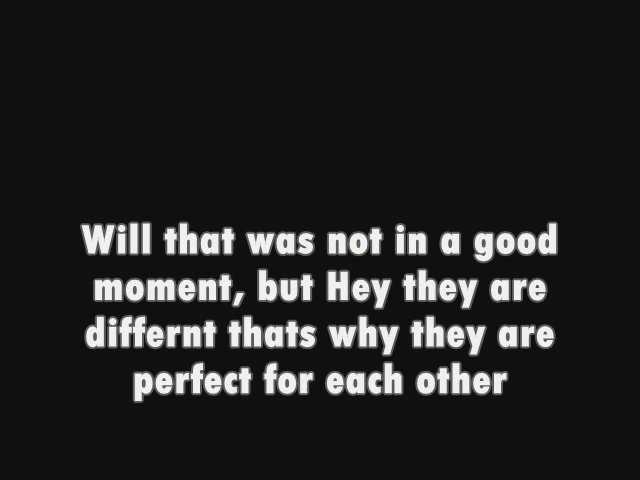 Will that was not in a good
moment, but Hey they are
differnt thats why they are
perfect for each other